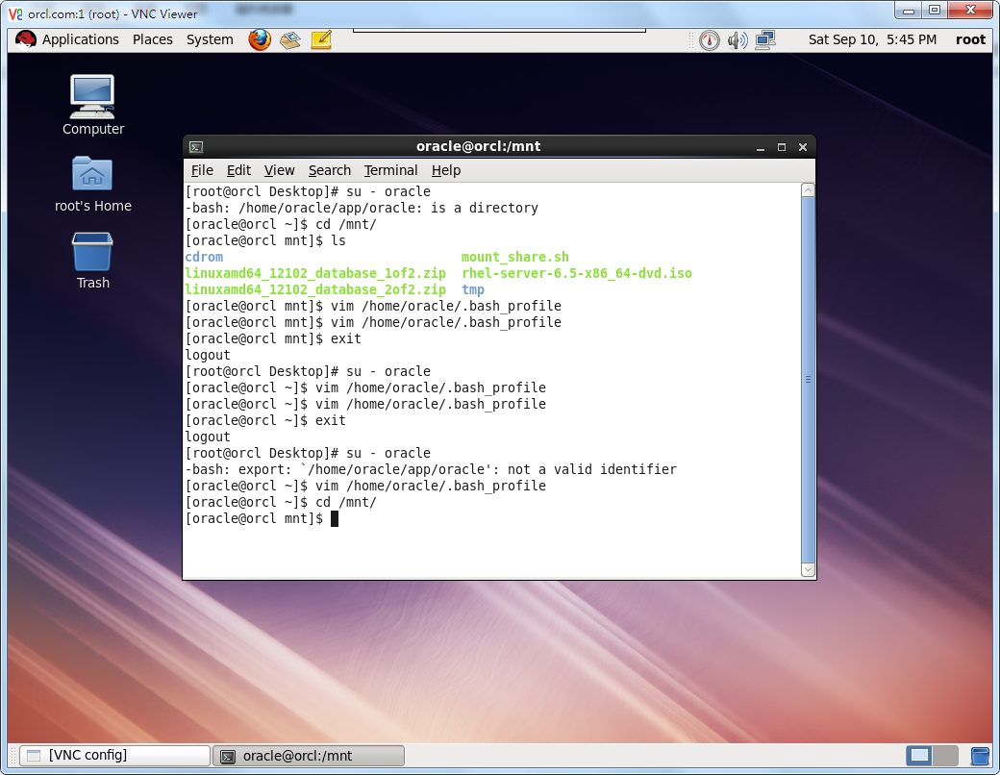 orcl.com:1 (root) - VNC Viewer
Applications Places System Sat Sep 10, 5:45 PM root
Computer
root's Home
Trash
oracle@orcl:/mnt
File Edit View Search Terminal Help
[root@orcl Desktop]# su - oracle
-bash: /home/oracle/app/oracle: is a directory
[oracle@orcl ~]$ cd /mnt/
[oracle@orcl mnt]$ ls
cdrom mount_share.sh
linuxamd64_12102_database_1of2.zip rhel-server-6.5-x86_64-dvd.iso
linuxamd64_12102_database_2of2.zip tmp
[oracle@orcl mnt]$ vim /home/oracle/.bash_profile
[oracle@orcl mnt]$ vim /home/oracle/.bash_profile
[oracle@orcl mnt]$ exit
logout
[root@orcl Desktop]# su - oracle
[oracle@orcl ~]$ vim /home/oracle/.bash_profile
[oracle@orcl ~]$ vim /home/oracle/.bash_profile
[oracle@orcl ~]$ exit
logout
[root@orcl Desktop]# su - oracle
-bash: export: `/home/oracle/app/oracle': not a valid identifier
[oracle@orcl ~]$ vim /home/oracle/.bash_profile
[oracle@orcl ~]$ cd /mnt/
[oracle@orcl mnt]$
[VNC config] oracle@orcl:/mnt